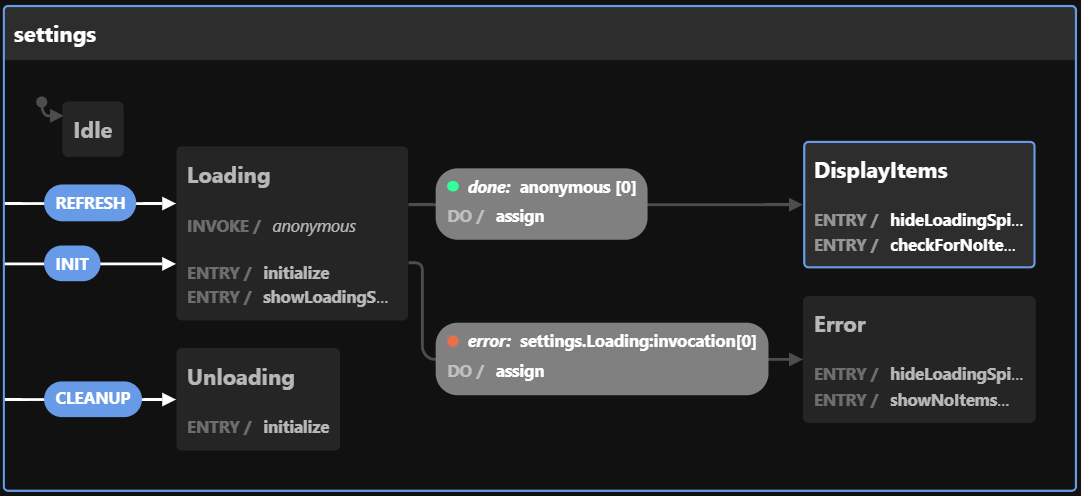 settings
Idle
REFRESH
INIT
CLEANUP
Loading
INVOKE / anonymous
ENTRY / initialize
ENTRY / showLoadingS...
Unloading
ENTRY / initialize
done: anonymous [0]
DO / assign
error: settings.Loading:invocation[0]
DO / assign
DisplayItems
ENTRY / hideLoadingSpi...
ENTRY / checkForNoIte...
Error
ENTRY / hideLoadingSpi...
ENTRY / showNoItems...